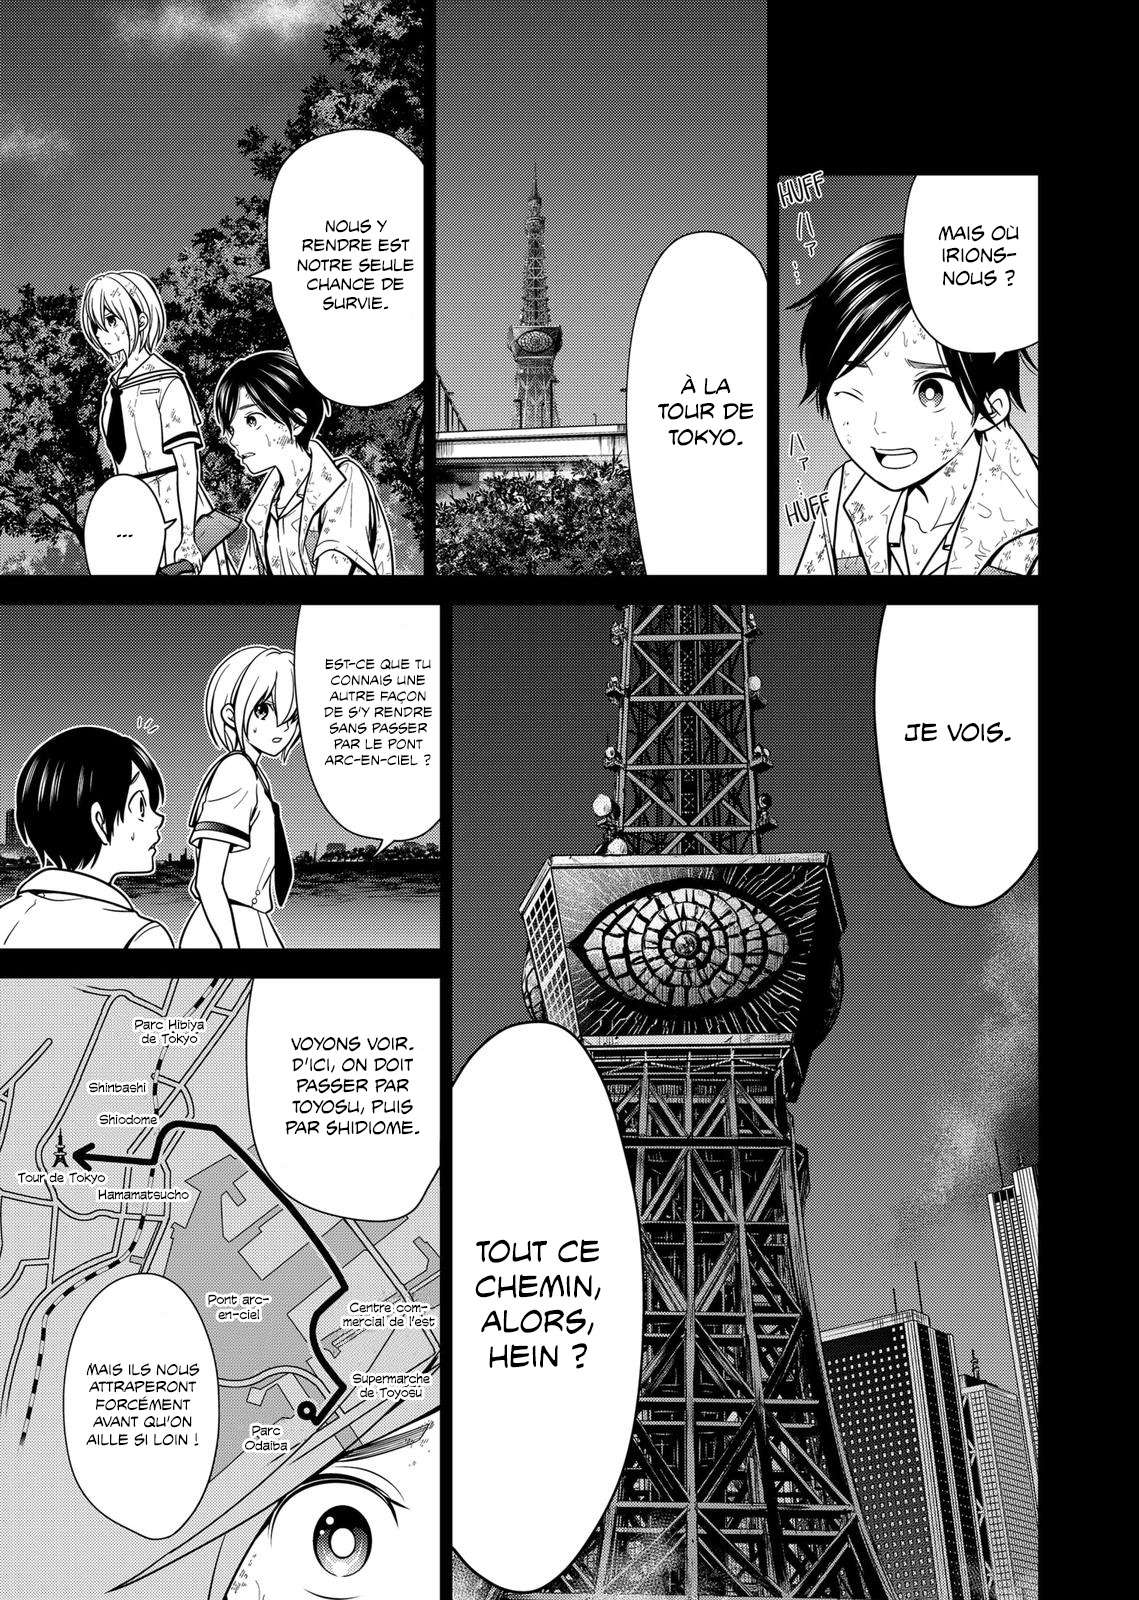 HUFF
MAIS OÙ
IRIONS-
NOUS ?
HUFF
À LA
TOUR DE
TOKYO.
NOUS Y
RENDRE EST
NOTRE SEULE
CHANCE DE
SURVIE.
...
JE VOIS.
TOUT CE
CHEMIN,
ALORS,
HEIN ?
EST-CE QUE TU
CONNAIS UNE
AUTRE FAÇON
DE S'Y RENDRE
SANS PASSER
PAR LE PONT
ARC-EN-CIEL ?
VOYONS VOIR.
D'ICI, ON DOIT
PASSER PAR
TOYOSU, PUIS
PAR SHIDIOME.
Parc Hibiya
de Tokyo
Shinbashi
Shiodome
Tour de Tokyo
Hamamatsucho
Pont arc-
en-ciel
Centre com-
mercial de l'est
Supermarche
de Toyosu
Parc
Odaiba
MAIS ILS NOUS
ATTRAPERONT
FORCÉMENT
AVANT QU'ON
AILLE SI LOIN !